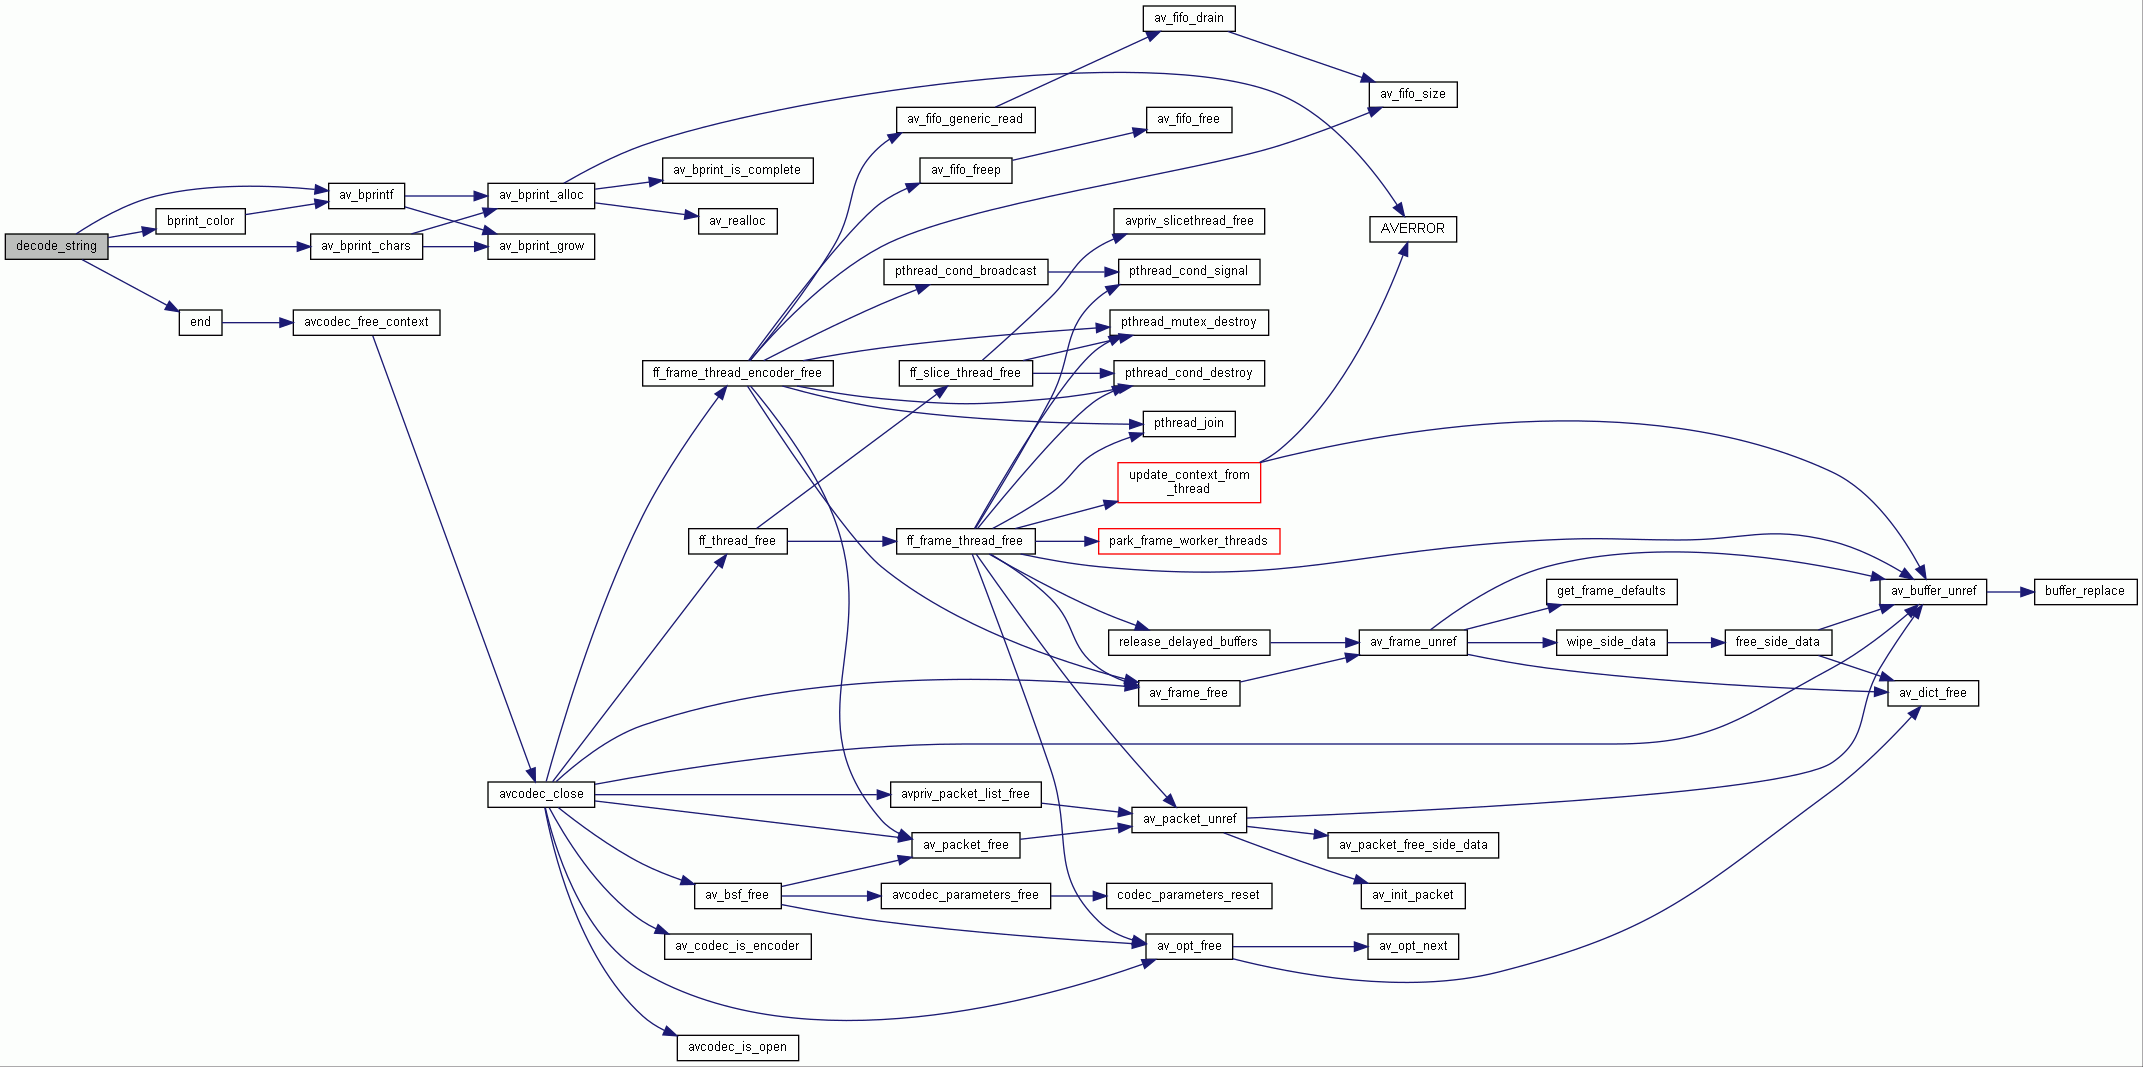 av_fifo_drain
av_fifo_size
av_fifo_generic_read
av_fifo_free
av_bprint_is_complete
av_fifo_freep
av_bprintf
av_bprint_alloc
bprint_color
av_realloc
avpriv_slicethread_free
AVERROR
decode_string
av_bprint_chars
av_bprint_grow
pthread_cond_broadcast
pthread_cond_signal
end
avcodec_free_context
pthread_mutex_destroy
ff_frame_thread_encoder_free
ff_slice_thread_free
pthread_cond_destroy
pthread_join
update_context_from
_thread
ff_thread_free
ff_frame_thread_free
park_frame_worker_threads
get_frame_defaults
av_buffer_unref
buffer_replace
release_delayed_buffers
av_frame_unref
wipe_side_data
free_side_data
av_frame_free
av_dict_free
avcodec_close
avpriv_packet_list_free
av_packet_unref
av_packet_free
av_packet_free_side_data
av_bsf_free
avcodec_parameters_free
codec_parameters_reset
av_init_packet
av_codec_is_encoder
av_opt_free
av_opt_next
avcodec_is_open